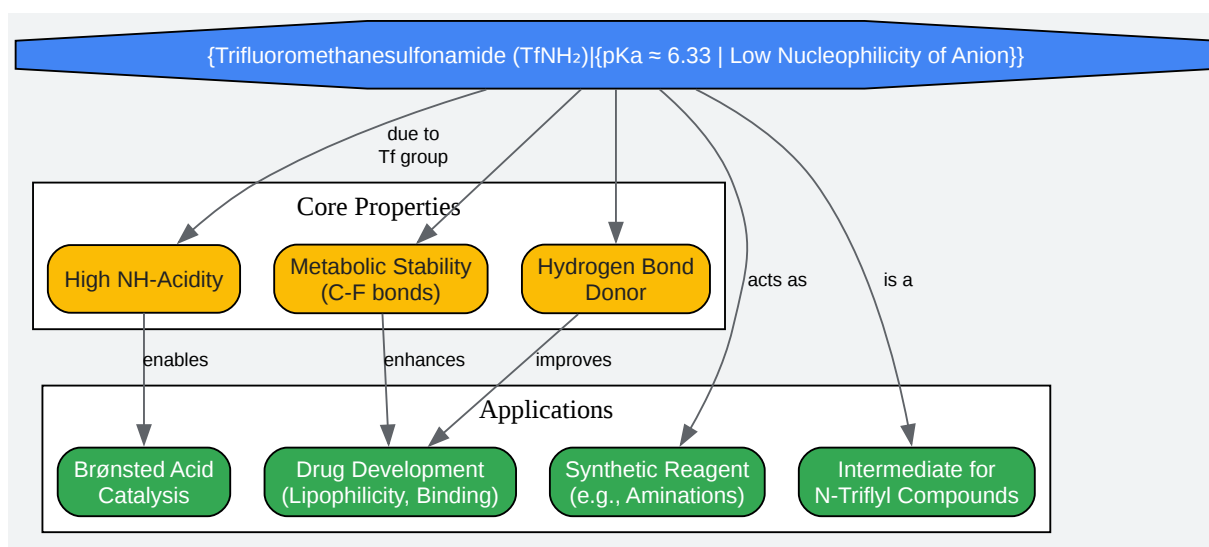 {Trifluoromethanesulfonamide (TfNH₂)|{pKa ≈ 6.33 | Low Nucleophilicity of Anion}}
due to
Tf group
Core Properties
High NH-Acidity
Metabolic Stability
(C-F bonds)
Hydrogen Bond
Donor
acts as
is a
enables
enhances
improves
Applications
Brønsted Acid
Catalysis
Drug Development
(Lipophilicity, Binding)
Synthetic Reagent
(e.g., Aminations)
Intermediate for
N-Triflyl Compounds